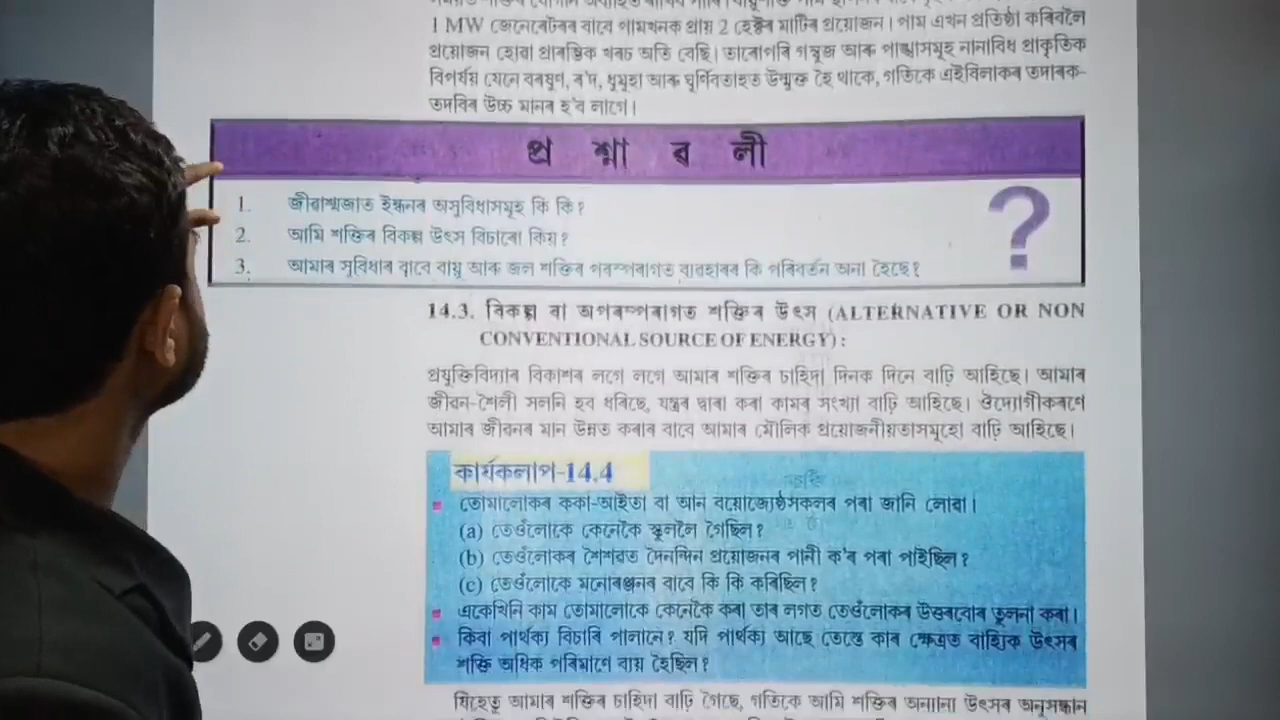 1 MW জেনেৰেটৰৰ বাবে পামখনক প্ৰায় 2 হেক্টৰ মাটিৰ প্ৰয়োজন। পাম এখন প্ৰতিষ্ঠা কৰিবলৈ
প্ৰয়োজন হোৱা প্ৰাৰম্ভিক খৰচ অতি বেছি। তাৰোপৰি গম্বুজ আৰু পাঙ্খাসমূহ নানাবিধ প্ৰাকৃতিক
বিপৰ্যয় যেনে বৰষুণ, ৰ'দ, ধুমুহা আৰু ঘূৰ্ণিবতাহত উন্মুক্ত হৈ থাকে, গতিকে এইবিলাকৰ তদাৰক-
তদবিৰ উচ্চ মানৰ হ'ব লাগে।
প্ৰ শ্না ৱ লী
1. জীৱাশ্মজাত ইন্ধনৰ অসুবিধাসমূহ কি কি?
2. আমি শক্তিৰ বিকল্প উৎস বিচাৰো কিয়?
3. আমাৰ সুবিধাৰ বাবে বায়ু আৰু জল শক্তিৰ পৰম্পৰাগত ব্যৱহাৰৰ কি পৰিবৰ্তন অনা হৈছে?
?
14.3. বিকল্প বা অপৰম্পৰাগত শক্তিৰ উৎস (ALTERNATIVE OR NON
CONVENTIONAL SOURCE OF ENERGY) :
প্ৰযুক্তিবিদ্যাৰ বিকাশৰ লগে লগে আমাৰ শক্তিৰ চাহিদা দিনক দিনে বাঢ়ি আহিছে। আমাৰ
জীৱন-শৈলী সলনি হব ধৰিছে, যন্ত্ৰৰ দ্বাৰা কৰা কামৰ সংখ্যা বাঢ়ি আহিছে। ঔদ্যোগীকৰণে
আমাৰ জীৱনৰ মান উন্নত কৰাৰ বাবে আমাৰ মৌলিক প্ৰয়োজনীয়তাসমূহো বাঢ়ি আহিছে।
কাৰ্যকলাপ-14.4
তোমালোকৰ ককা-আইতা বা আন বয়োজ্যেষ্ঠসকলৰ পৰা জানি লোৱা।
(a) তেওঁলোকে কেনেকৈ স্কুললৈ গৈছিল?
(b) তেওঁলোকৰ শৈশৱত দৈনন্দিন প্ৰয়োজনৰ পানী ক'ৰ পৰা পাইছিল?
(c) তেওঁলোকে মনোৰঞ্জনৰ বাবে কি কি কৰিছিল?
একেখিনি কাম তোমালোকে কেনেকৈ কৰা তাৰ লগত তেওঁলোকৰ উত্তৰবোৰ তুলনা কৰা।
কিবা পাৰ্থক্য বিচাৰি পালানে? যদি পাৰ্থক্য আছে তেন্তে কাৰ ক্ষেত্ৰত বাহ্যিক উৎসৰ
শক্তি অধিক পৰিমাণে ব্যয় হৈছিল?
যিহেতু আমাৰ শক্তিৰ চাহিদা বাঢ়ি গৈছে, গতিকে আমি শক্তিৰ অন্যান্য উৎসৰ অনুসন্ধান